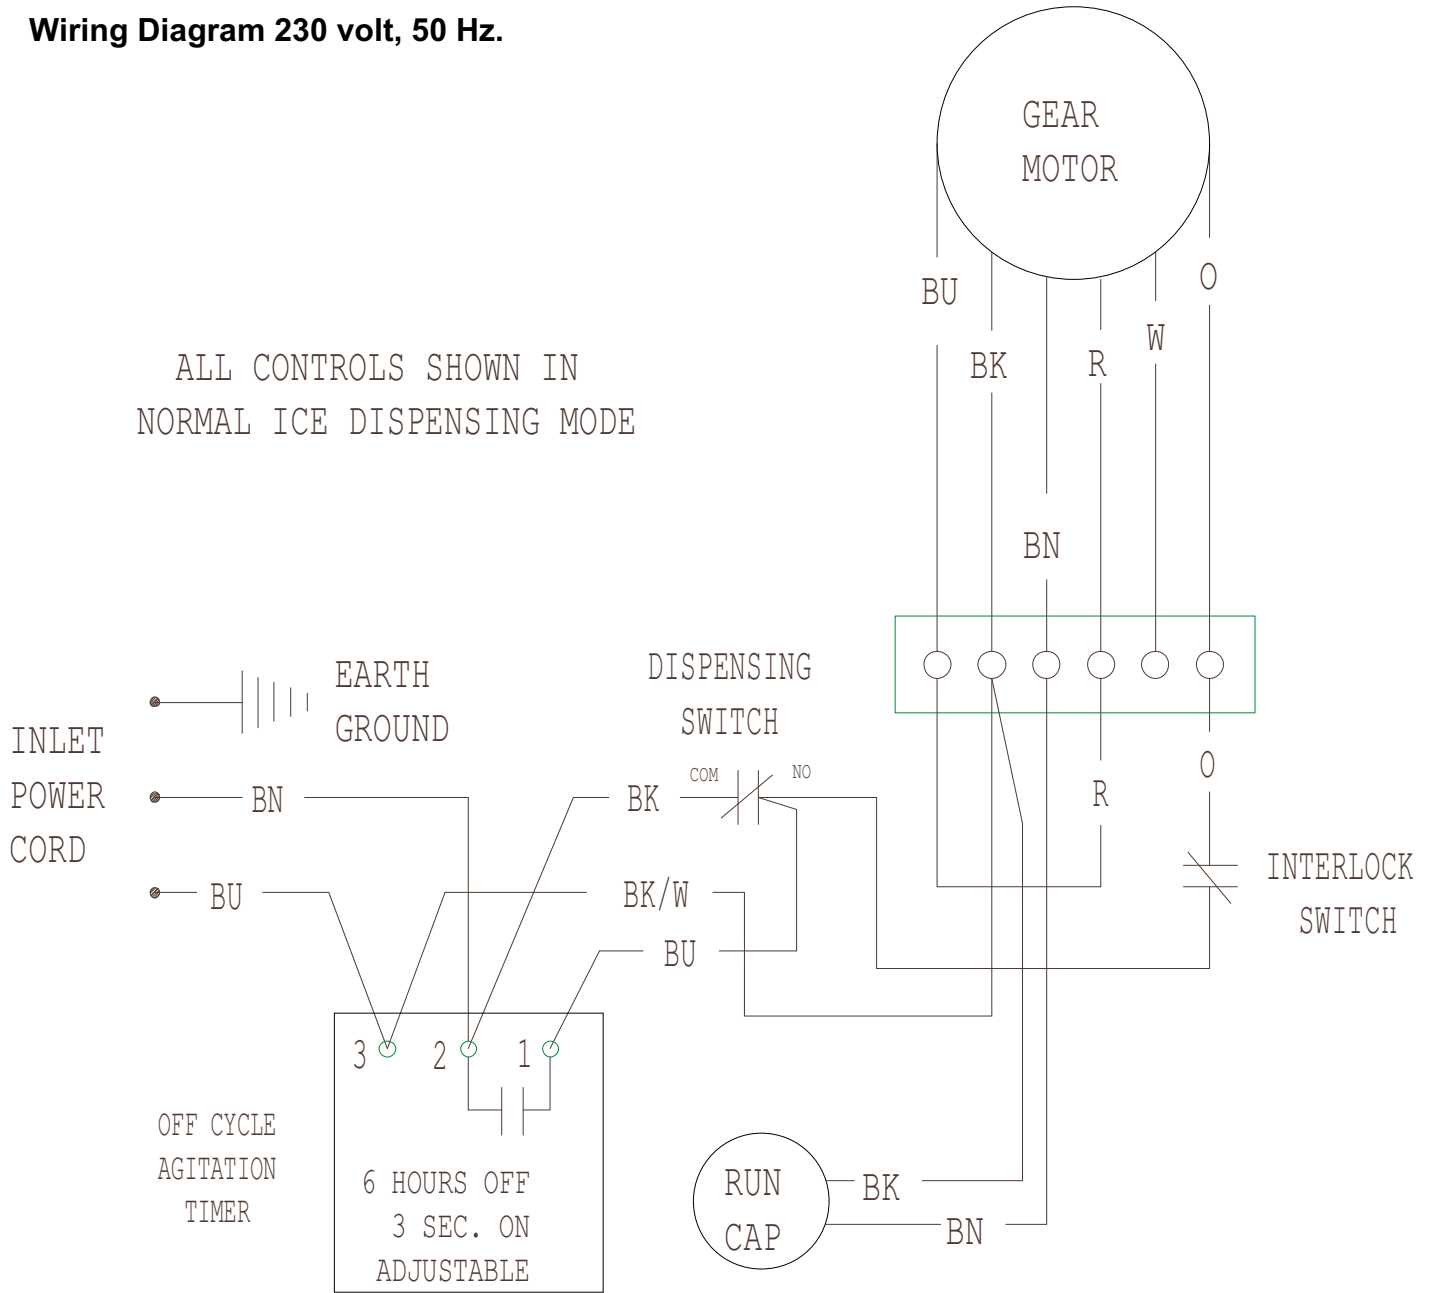 Wiring Diagram 230 volt, 50 Hz.
GEAR
MOTOR
BU
BK
BN
R
W
O
ALL CONTROLS SHOWN IN
NORMAL ICE DISPENSING MODE
EARTH
GROUND
INLET
POWER
CORD
BN
BU
DISPENSING
SWITCH
COM
NO
BK
BK/W
BU
R
O
INTERLOCK
SWITCH
3
2
1
OFF CYCLE
AGITATION
TIMER
6 HOURS OFF
3 SEC. ON
ADJUSTABLE
RUN
CAP
BK
BN